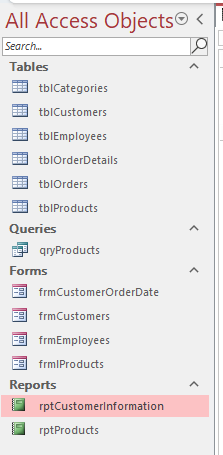 All Access Objects
Search...
Tables
tblCategories
tblCustomers
tblEmployees
tblOrderDetails
tblOrders
tblProducts
Queries
qryProducts
Forms
frmCustomerOrderDate
frmCustomers
frmEmployees
frmlProducts
Reports
rptCustomerInformation
rptProducts